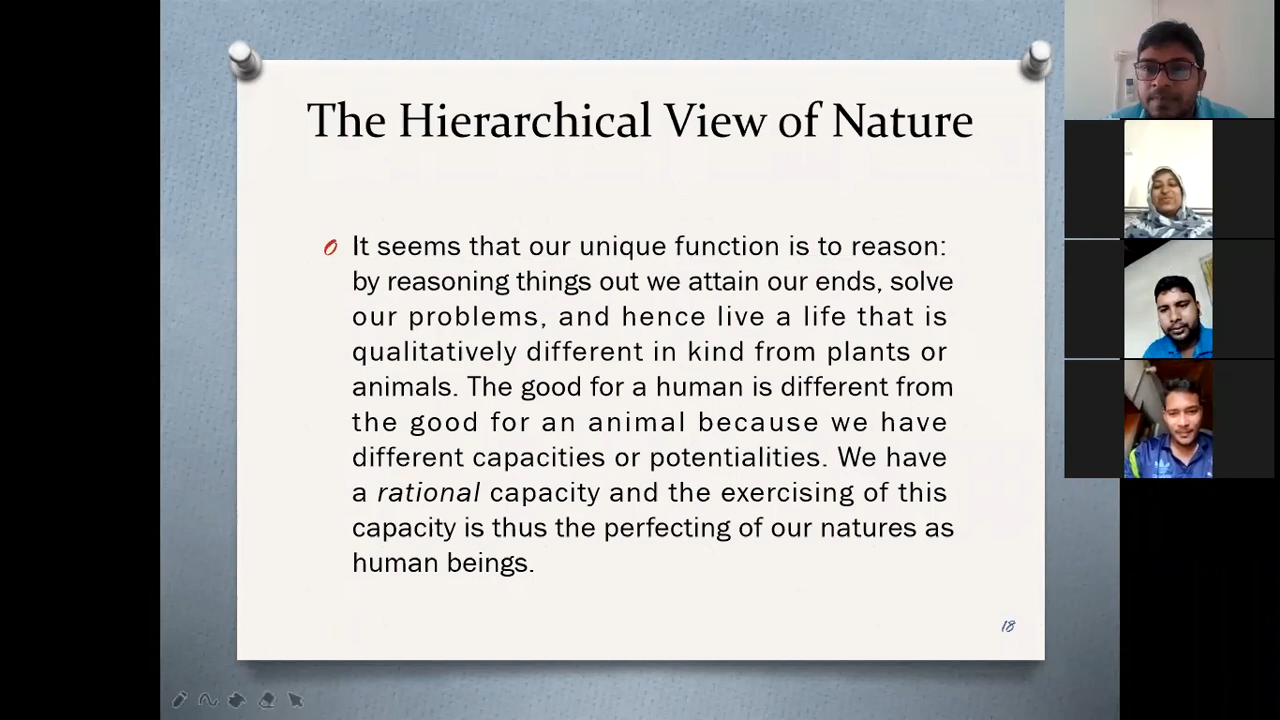 The Hierarchical View of Nature
It seems that our unique function is to reason:
by reasoning things out we attain our ends, solve
our problems, and hence live a life that is
qualitatively different in kind from plants or
animals. The good for a human is different from
the good for an animal because we have
different capacities or potentialities. We have
a rational capacity and the exercising of this
capacity is thus the perfecting of our natures as
human beings.
18